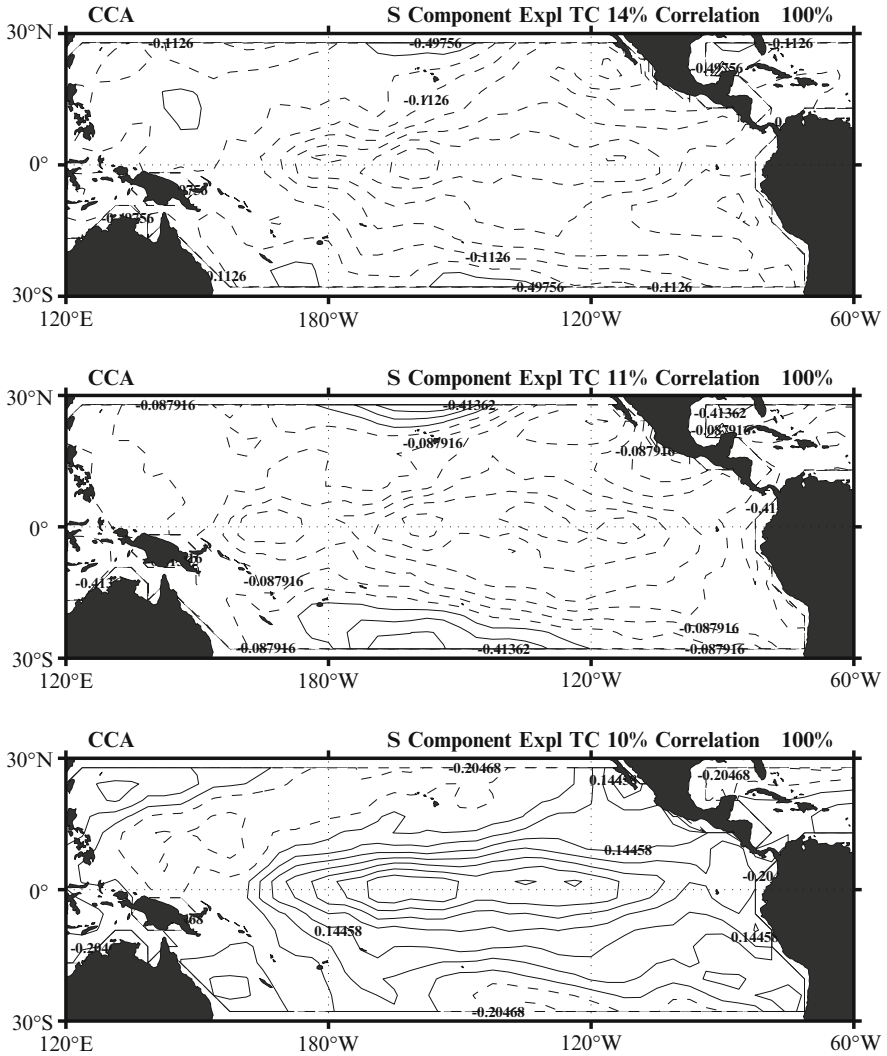 CCA S Component Expl TC 14% Correlation 100%
30°N
-0.1126 -0.49756 -0.1126
-0.49756
-0.1126
0°
-0.49756
-0.1126
-0.1126
-0.49756 -0.1126
30°S
120°E 180°W 120°W 60°W
CCA S Component Expl TC 11% Correlation 100%
30°N
-0.087916 -0.41362 -0.41362
-0.087916
-0.087916 -0.087916
0°
-0.087916
-0.087916
-0.087916 -0.41362 -0.087916
30°S
120°E 180°W 120°W 60°W
CCA S Component Expl TC 10% Correlation 100%
30°N
-0.20468 -0.20468
0.14458
0.14458
0°
0.14458 0.14458
-0.20468
30°S
120°E 180°W 120°W 60°W